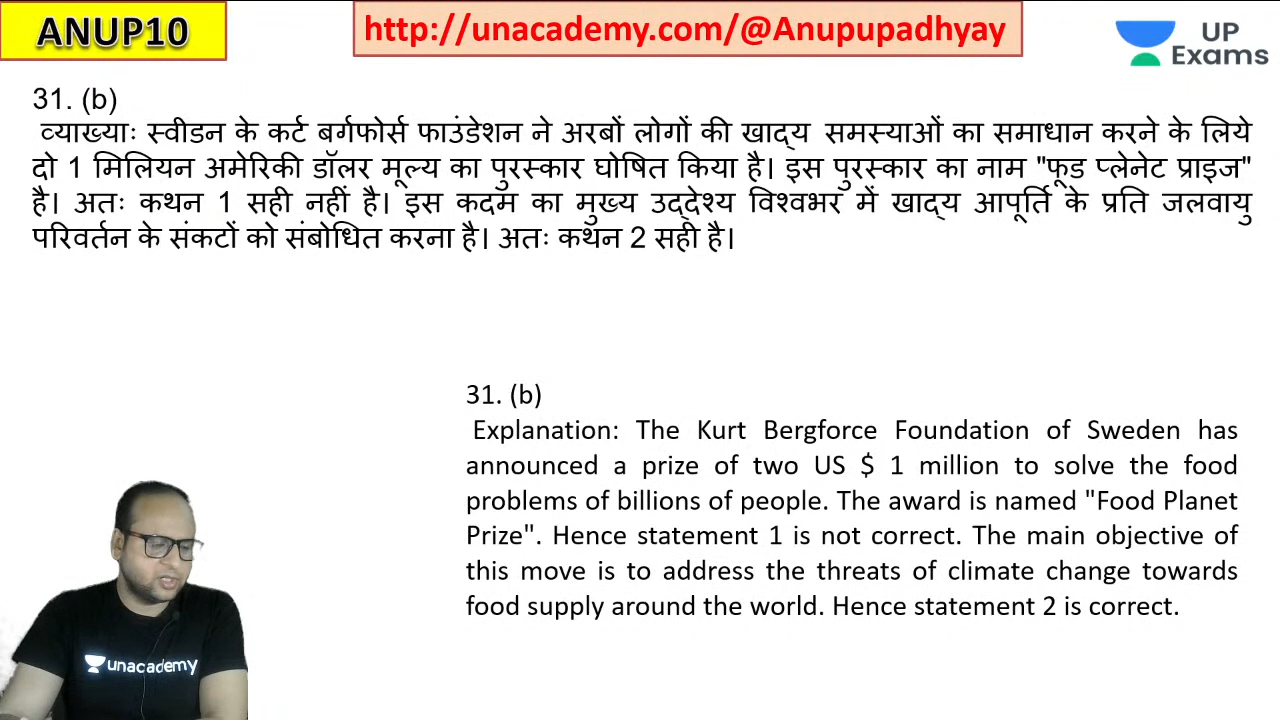 ANUP10
http://unacademy.com/@Anupupadhyay
UP
Exams
31. (b)
व्याख्याः स्वीडन के कर्ट बर्गफोर्स फाउंडेशन ने अरबों लोगों की खाद्य समस्याओं का समाधान करने के लिये
दो 1 मिलियन अमेरिकी डॉलर मूल्य का पुरस्कार घोषित किया है। इस पुरस्कार का नाम "फूड प्लेनेट प्राइज"
है। अतः कथन 1 सही नहीं है। इस कदम का मुख्य उद्देश्य विश्वभर में खाद्य आपूर्ति के प्रति जलवायु
परिवर्तन के संकटों को संबोधित करना है। अतः कथन 2 सही है।
31. (b)
Explanation: The Kurt Bergforce Foundation of Sweden has
announced a prize of two US $ 1 million to solve the food
problems of billions of people. The award is named "Food Planet
Prize". Hence statement 1 is not correct. The main objective of
this move is to address the threats of climate change towards
food supply around the world. Hence statement 2 is correct.
unacademy